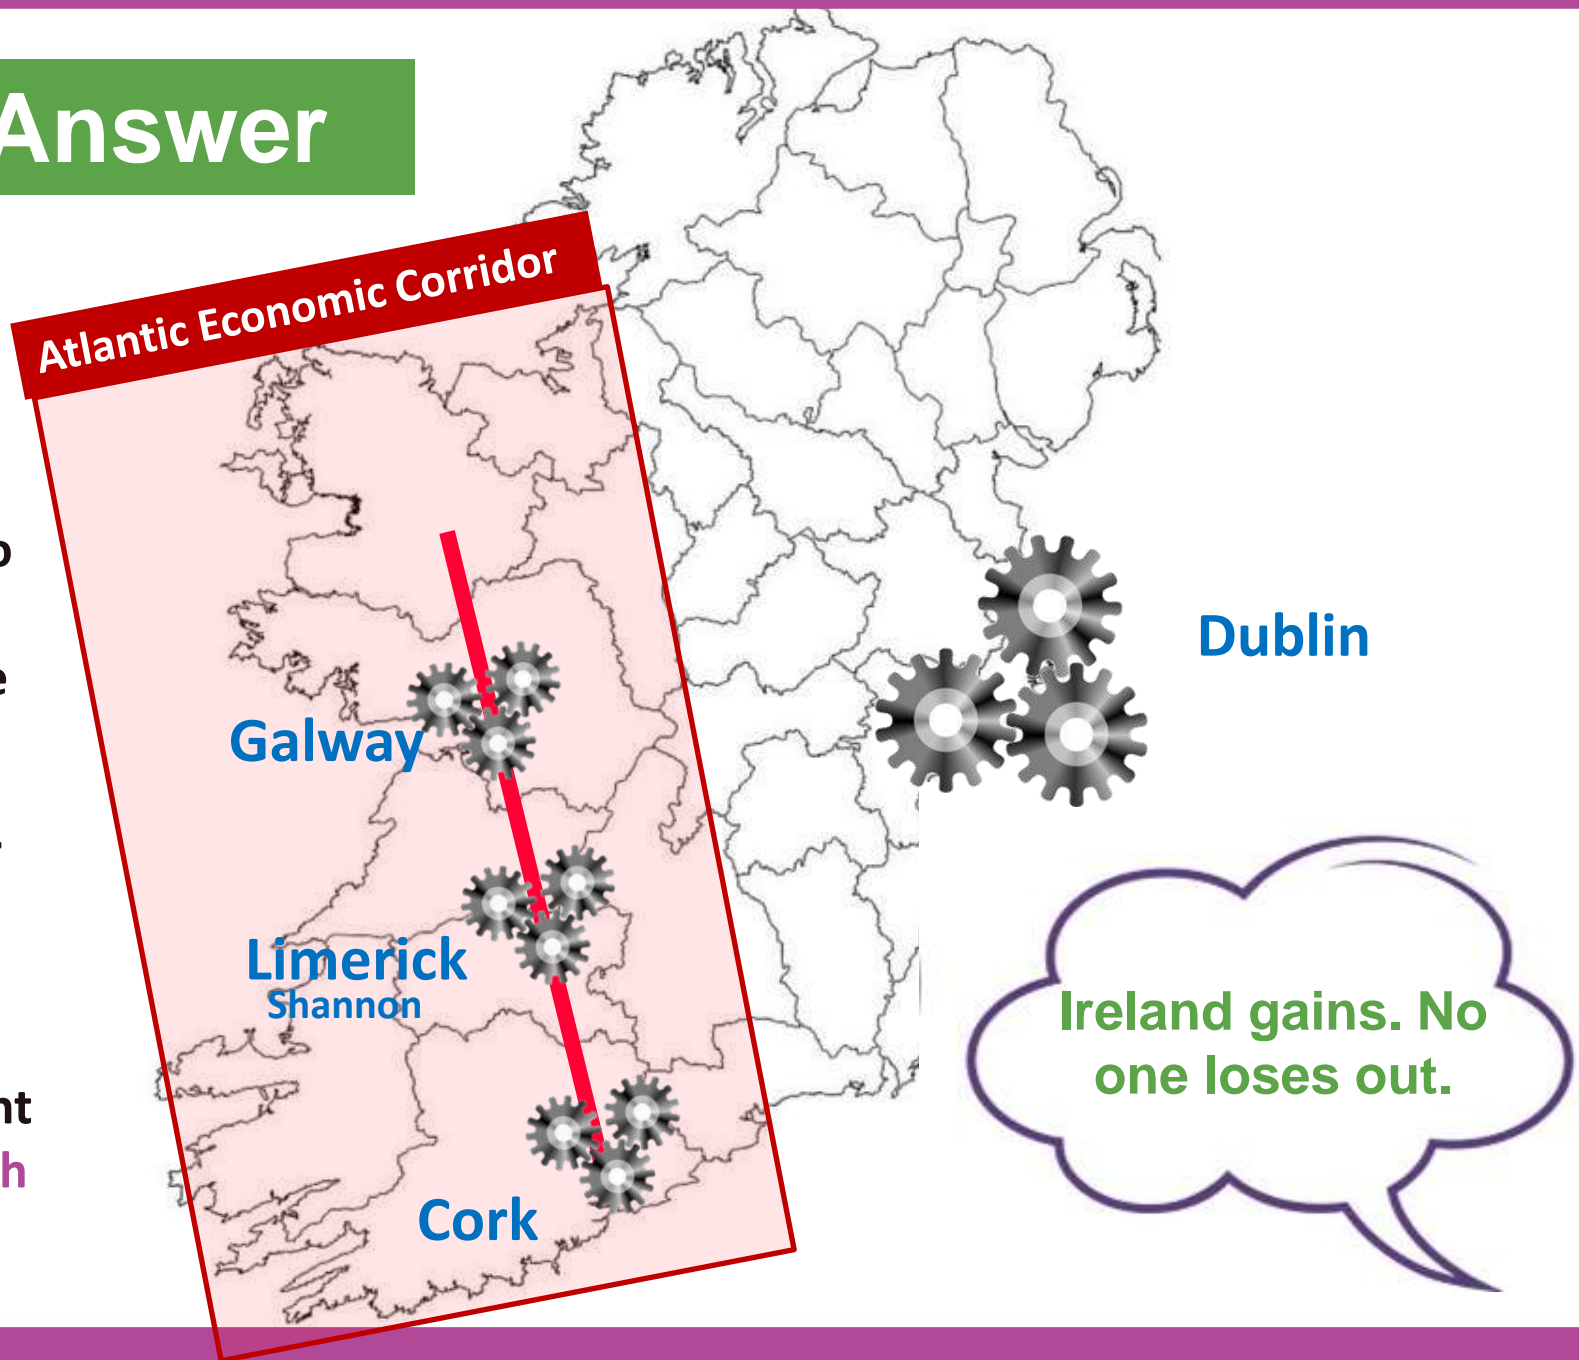 Answer
Atlantic Economic Corridor
Dublin
Galway
Limerick
Shannon
Cork
Ireland gains. No
one loses out.